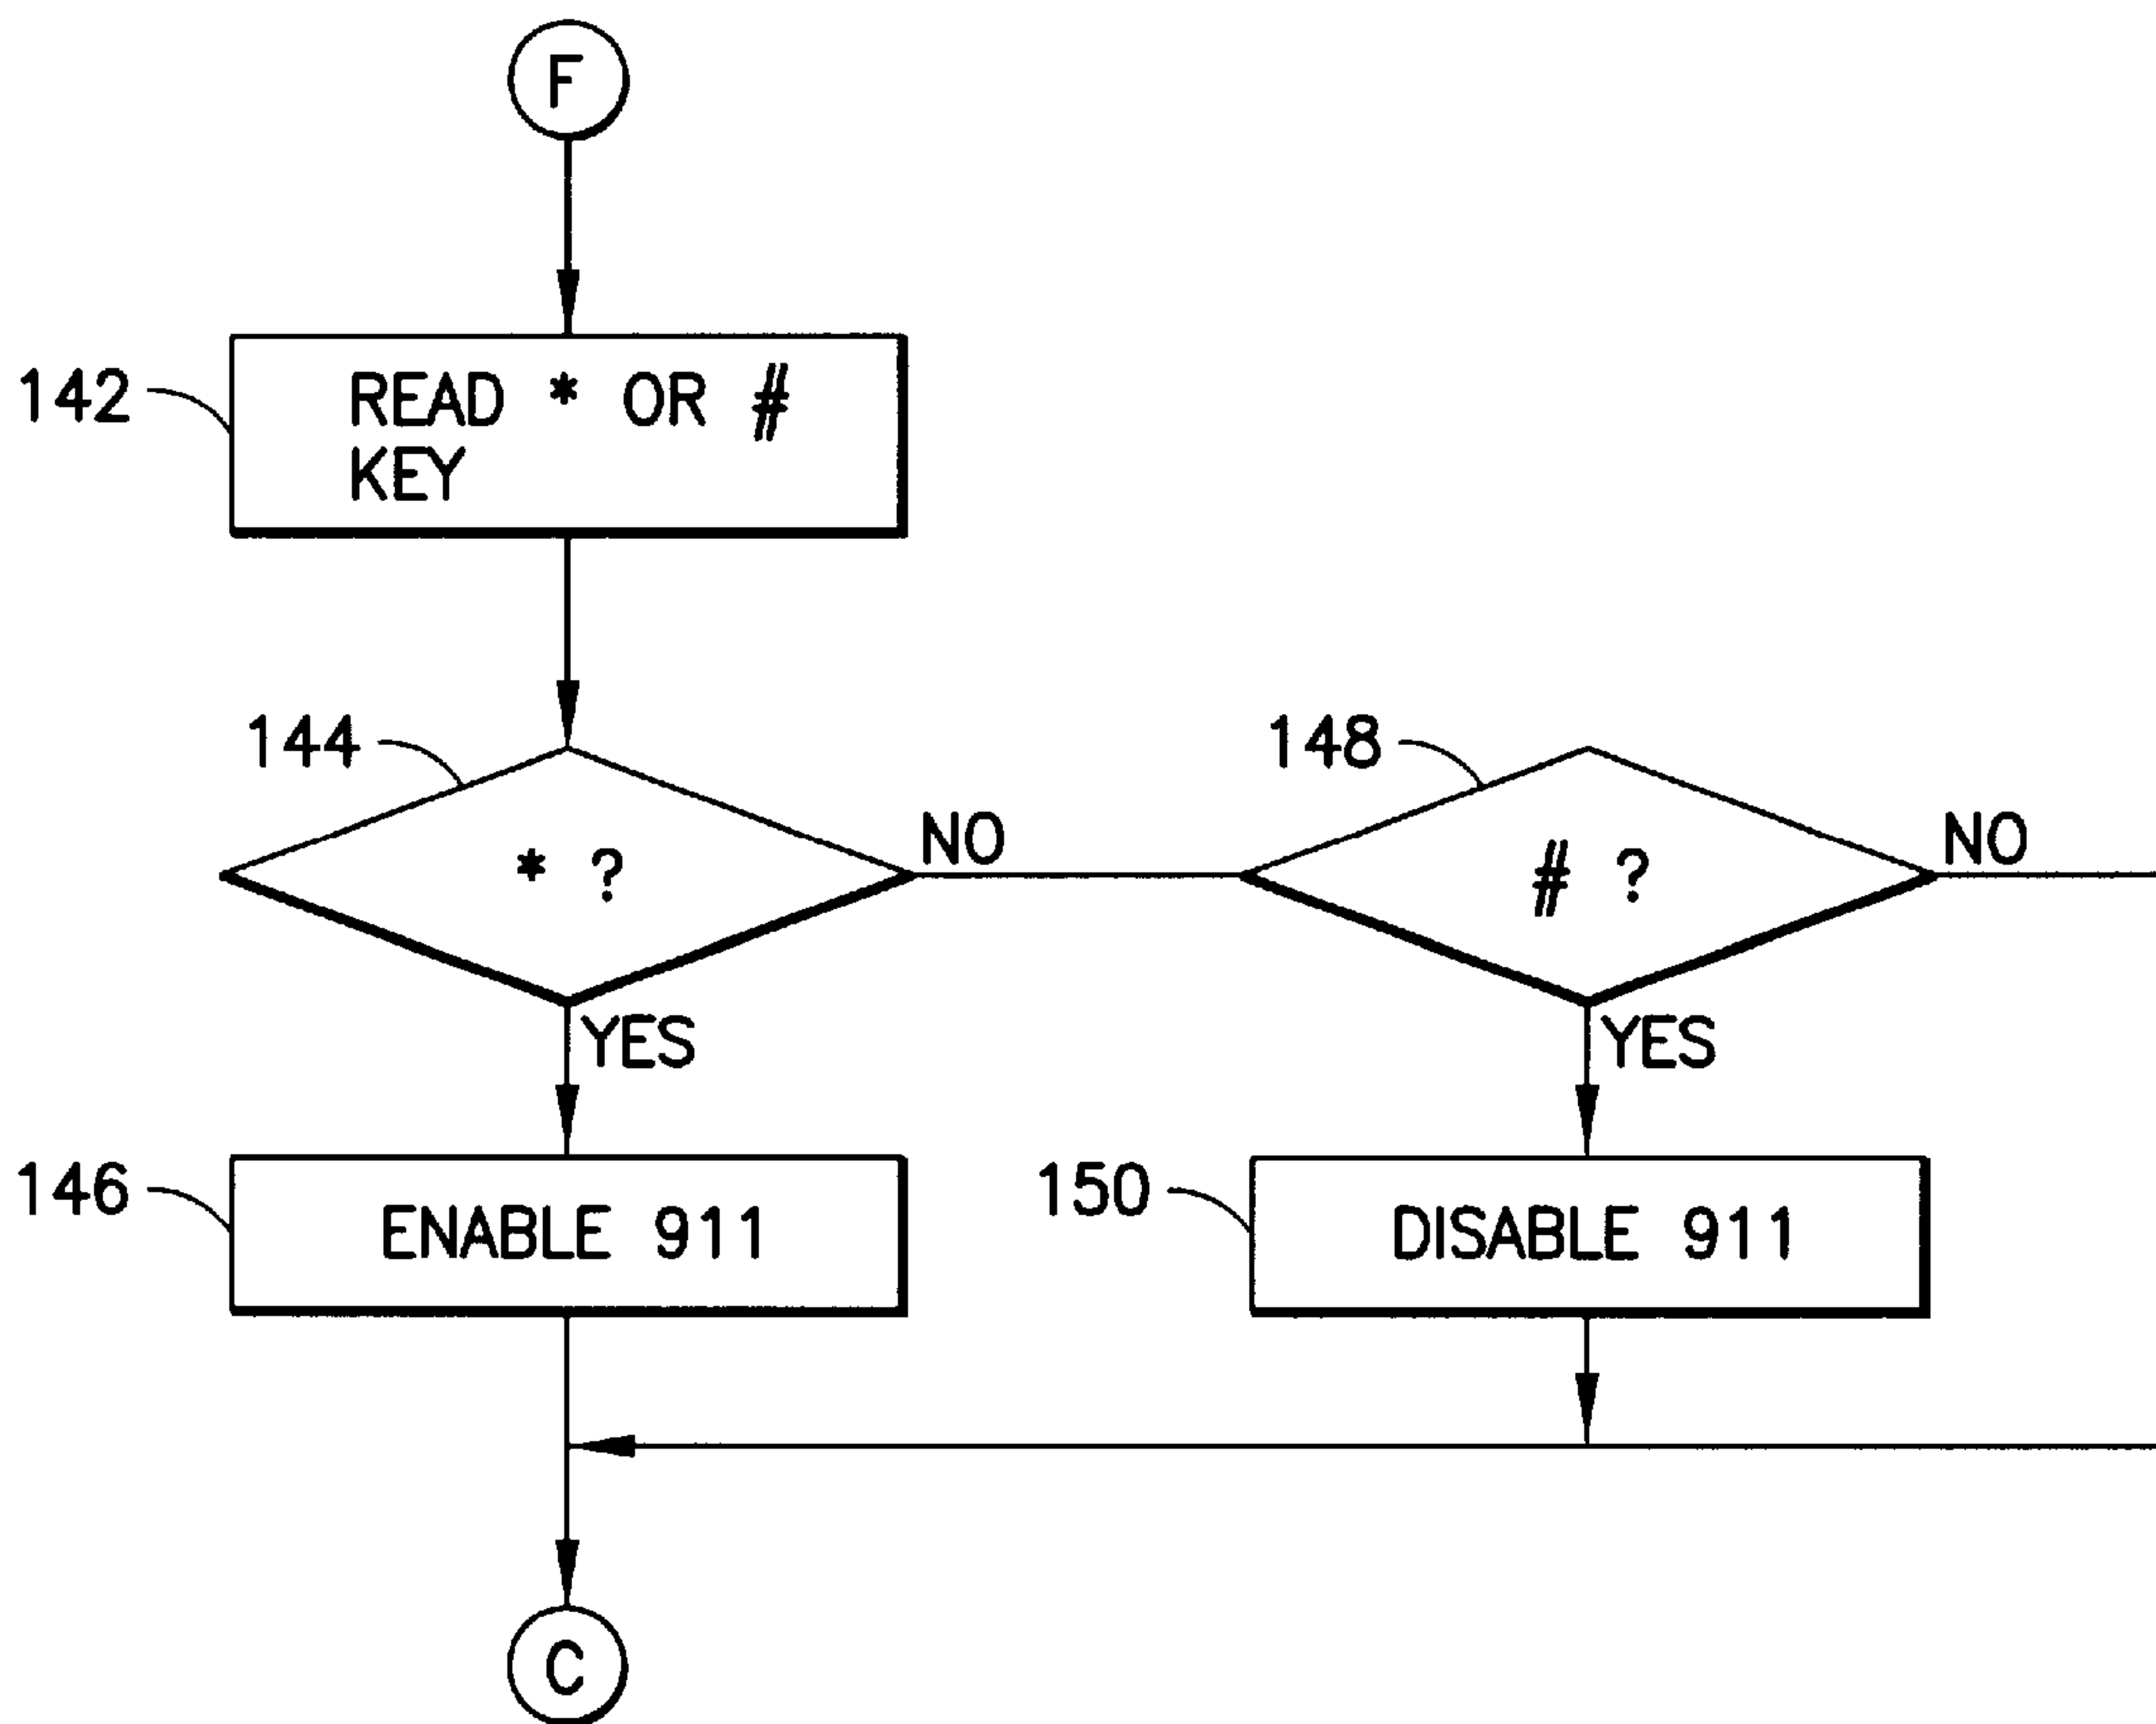 F
142
READ * OR #
KEY
144
* ?
NO
148
# ?
NO
YES
YES
146
ENABLE 911
150
DISABLE 911
C